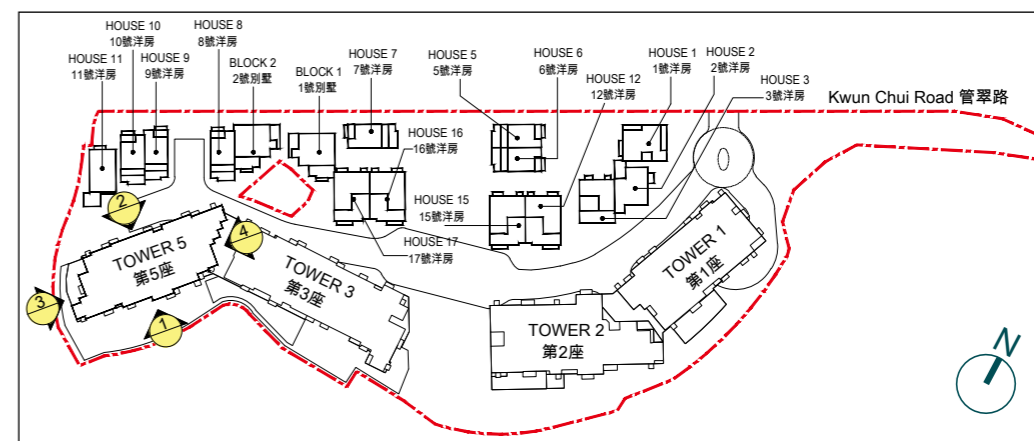 HOUSE 10
10號洋房
HOUSE 8
8號洋房
HOUSE 11
11號洋房
HOUSE 9
9號洋房
BLOCK 2
2號別墅
BLOCK 1
1號別墅
HOUSE 7
7號洋房
HOUSE 5
5號洋房
HOUSE 6
6號洋房
HOUSE 12
12號洋房
HOUSE 1
1號洋房
HOUSE 2
2號洋房
HOUSE 3
3號洋房
Kwun Chui Road 管翠路
HOUSE 16
16號洋房
HOUSE 15
15號洋房
HOUSE 17
17號洋房
2
4
3
1
TOWER 5
第5座
TOWER 3
第3座
TOWER 2
第2座
TOWER 1
第1座
N